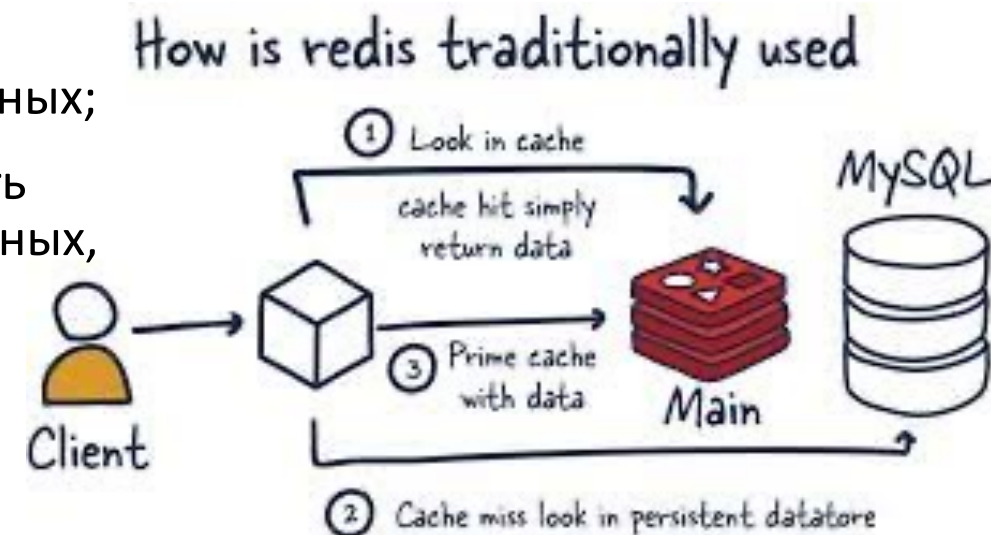 How is redis traditionally used
ных;
ть
ных,
1 Look in cache
cache hit simply
return data
MySQL
3 Prime cache
with data
Main
Client
2 Cache miss look in persistent datatore